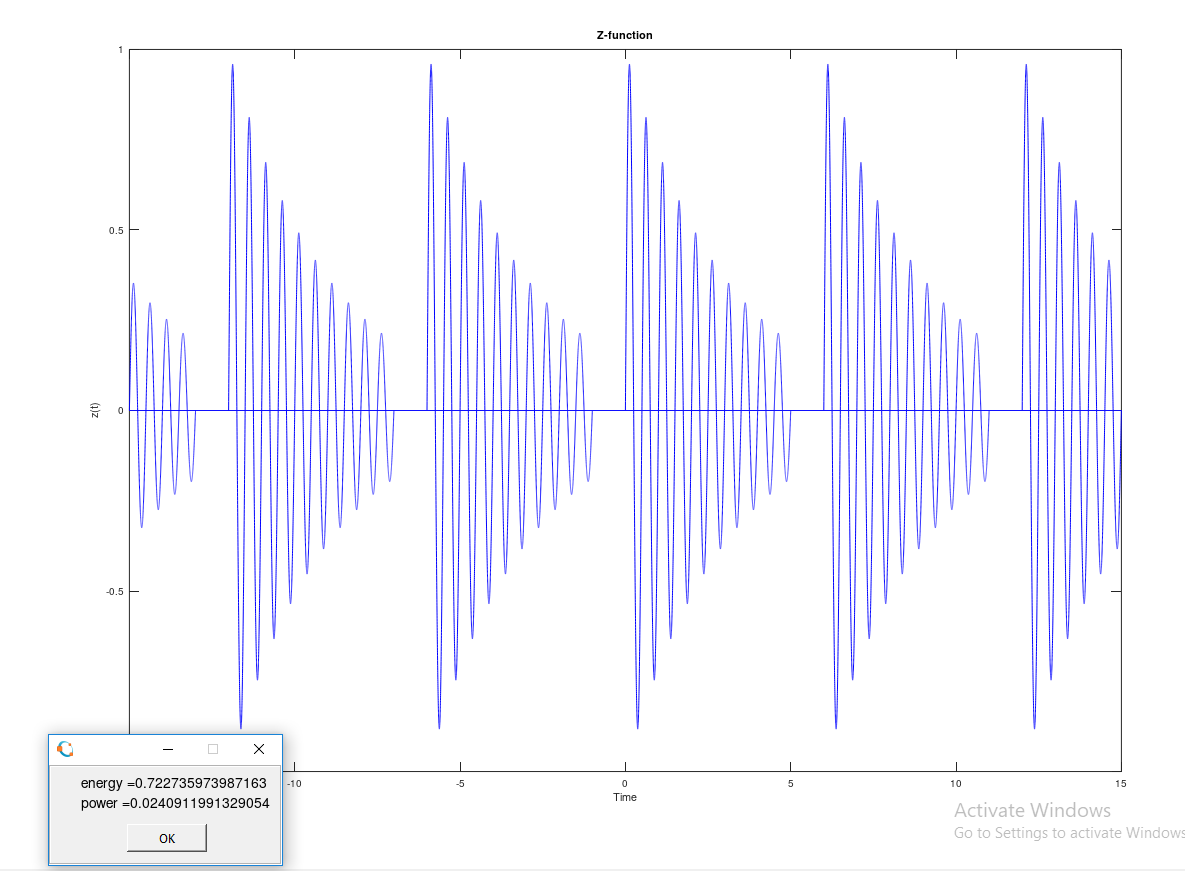 Z-function
1
0.5
0
-0.5
z(t)
-10
-5
0
5
10
15
Time
energy =0.722735973987163
power =0.0240911991329054
OK
Activate Windows
Go to Settings to activate Windows